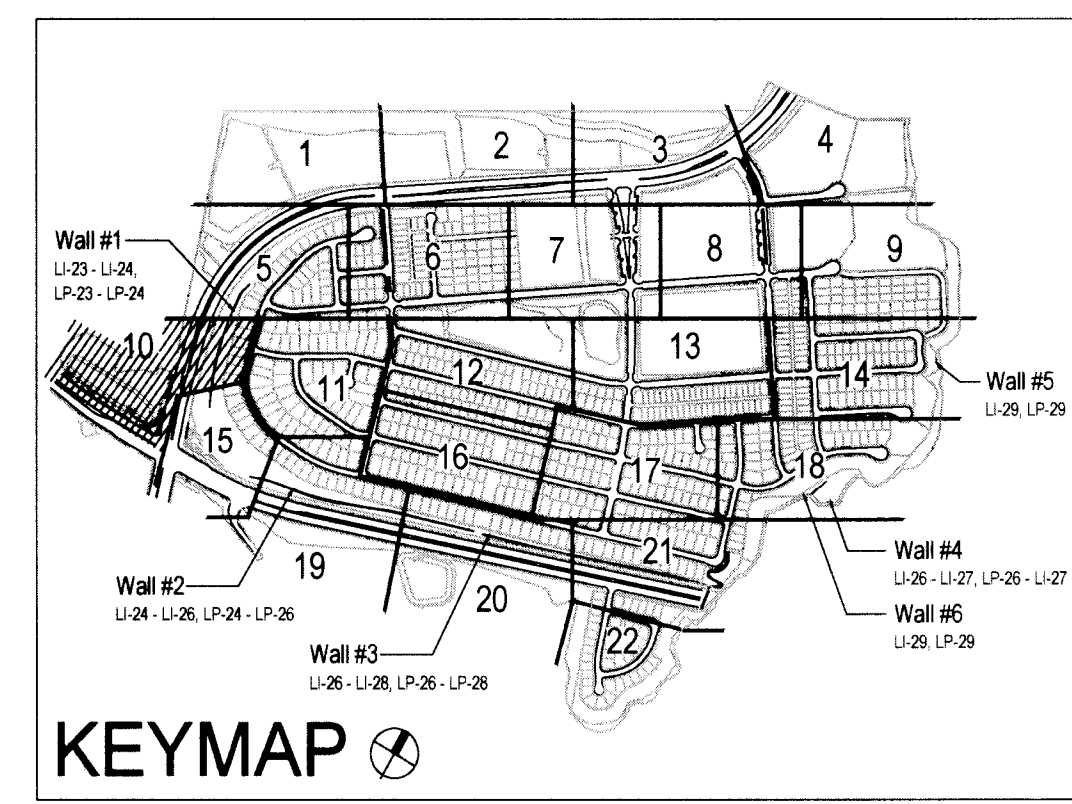 1
2
3
4
Wall #1
LI-23 - LI-24,
LP-23 - LP-24
5
6
7
8
9
10
11
12
13
14
Wall #5
LI-29, LP-29
15
16
17
18
Wall #4
LI-26 - LI-27, LP-26 - LI-27
19
20
21
Wall #2
LI-24 - LI-26, LP-24 - LP-26
Wall #6
LI-29, LP-29
22
Wall #3
LI-26 - LI-28, LP-26 - LP-28
KEYMAP